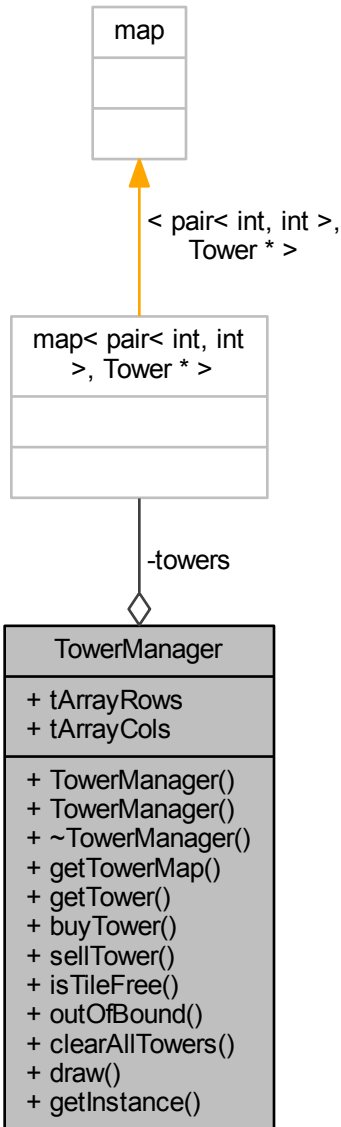 map
< pair< int, int >,
Tower * >
map< pair< int, int
>, Tower * >
-towers
TowerManager
+ tArrayRows
+ tArrayCols
+ TowerManager()
+ TowerManager()
+ ~TowerManager()
+ getTowerMap()
+ getTower()
+ buyTower()
+ sellTower()
+ isTileFree()
+ outOfBound()
+ clearAllTowers()
+ draw()
+ getInstance()